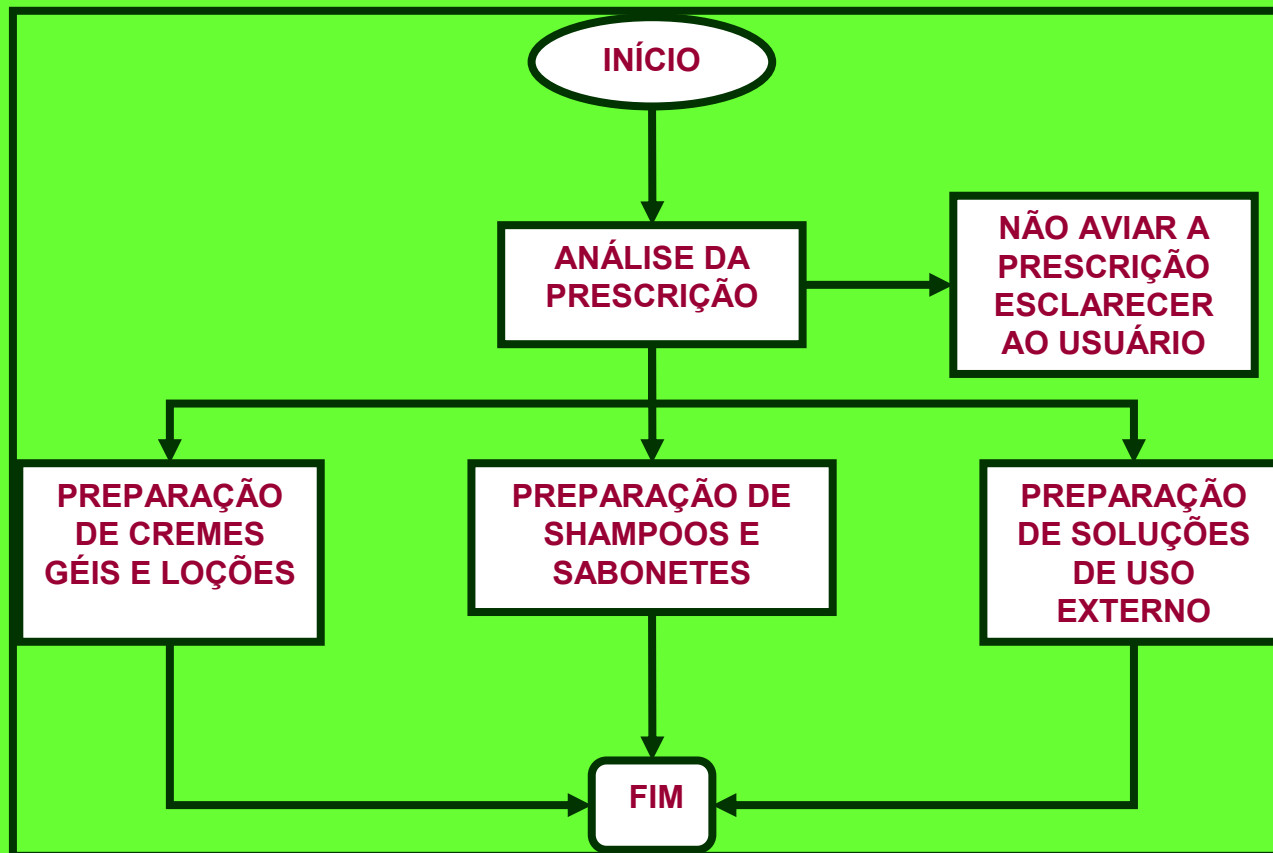 INÍCIO
ANÁLISE DA
PRESCRIÇÃO
NÃO AVIAR A
PRESCRIÇÃO
ESCLARECER
AO USUÁRIO
PREPARAÇÃO
DE CREMES
GÉIS E LOÇÕES
PREPARAÇÃO DE
SHAMPOOS E
SABONETES
PREPARAÇÃO
DE SOLUÇÕES
DE USO
EXTERNO
FIM